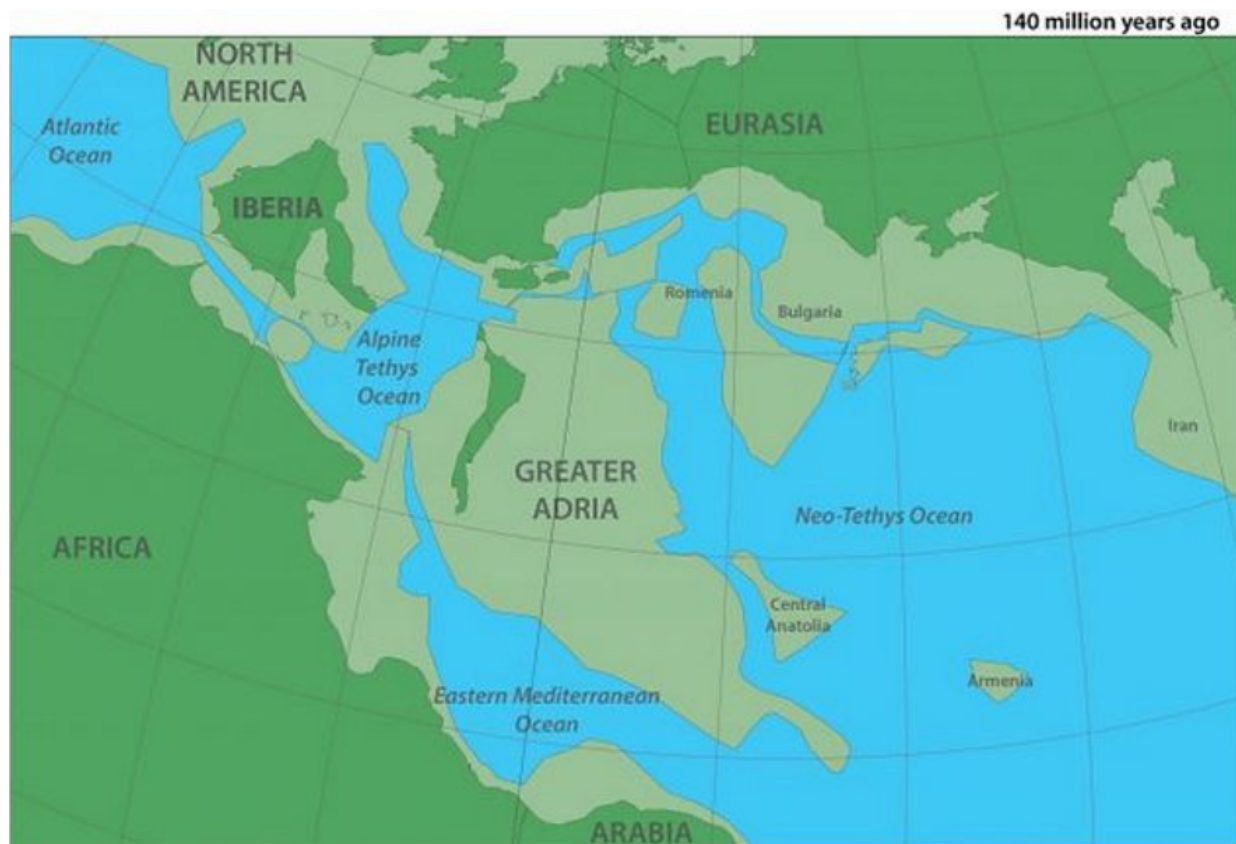 140 million years ago
NORTH
AMERICA
Atlantic
Ocean
EURASIA
IBERIA
Romenia
Bulgaria
Alpine
Tethys
Ocean
Iran
GREATER
ADRIA
Neo-Tethys Ocean
AFRICA
Central
Anatolia
Armenia
Eastern Mediterranean
Ocean
ARABIA